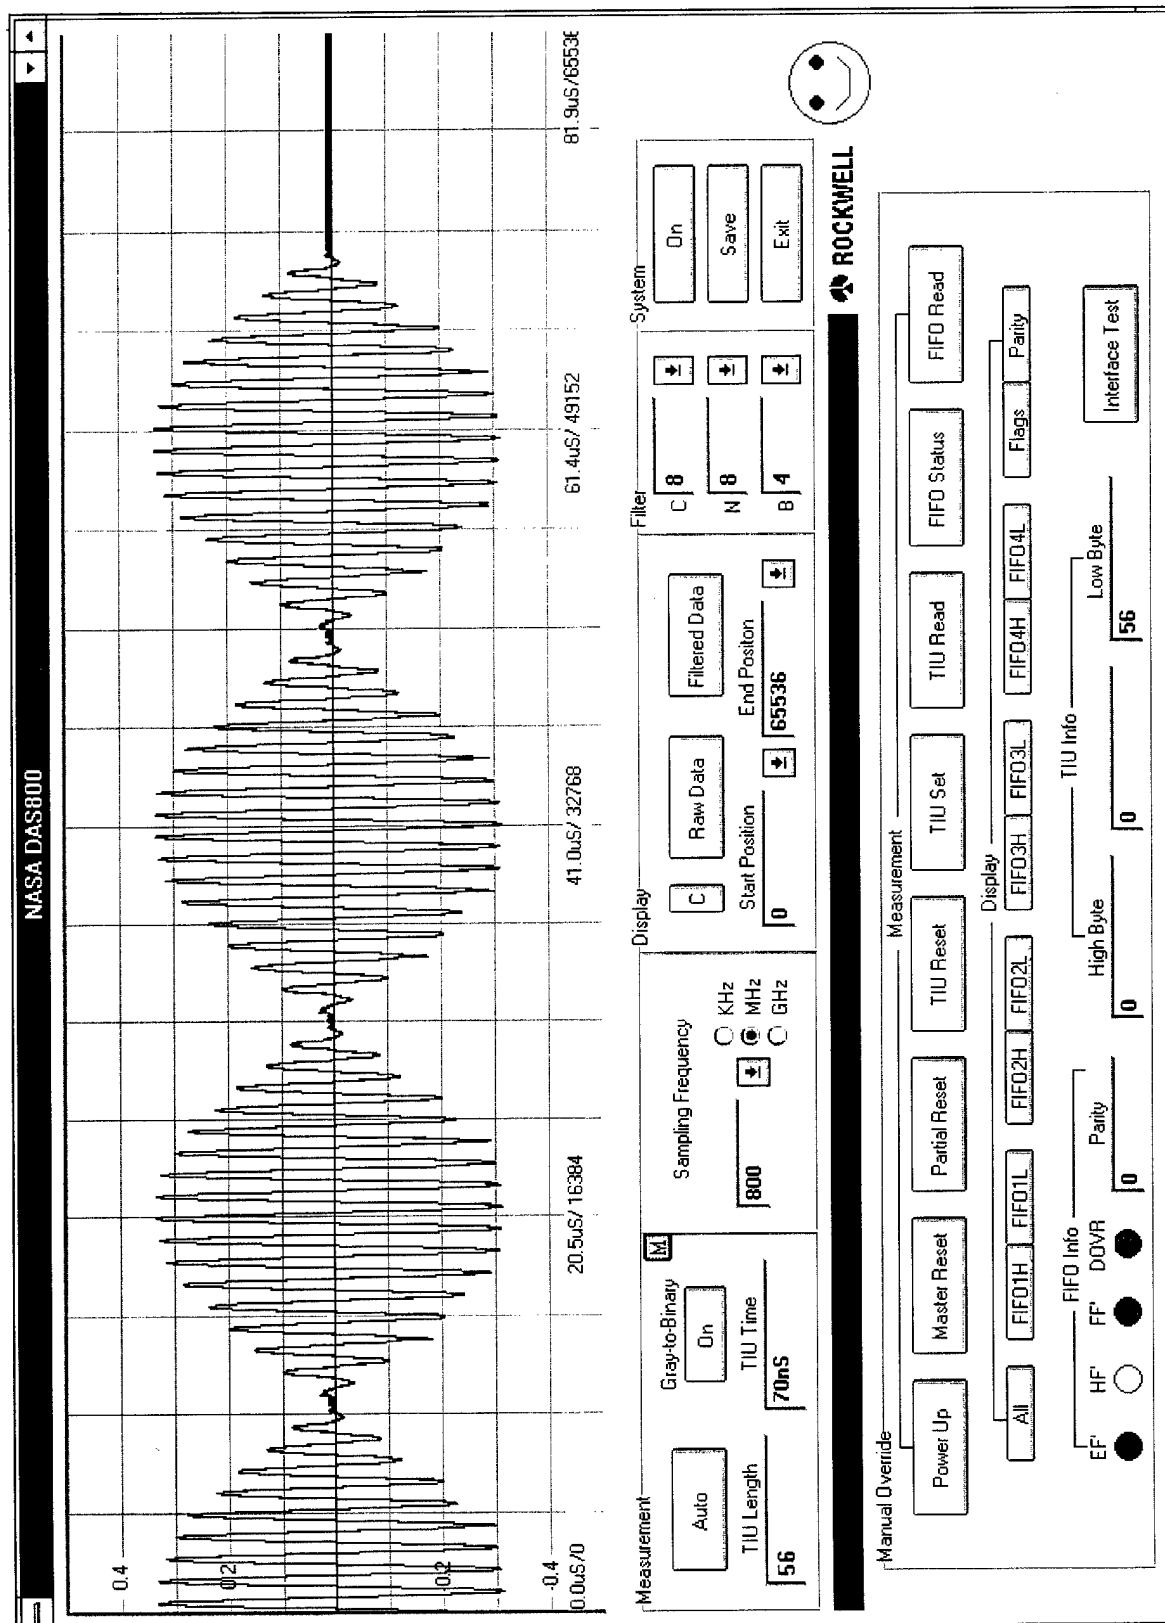 NASA DAS800
0.4
0.2
-0.2
-0.4
0.0uS/0
20.5uS/ 16384
41.0uS/ 32768
61.4uS/ 49152
81.9uS/65536
Measurement
M
Auto
Gray-to-Binary
On
TIU Length
56
TIU Time
70nS
Sampling Frequency
800
KHz
MHz
GHz
Display
C
Raw Data
Filtered Data
Start Position
0
End Positon
65536
Filter
C 8
N 8
B 4
System
On
Save
Exit
ROCKWELL
Manual Override
Measurement
Power Up
Master Reset
Partial Reset
TIU Reset
TIU Set
TIU Read
FIFO Status
FIFO Read
Display
All
FIFO1H
FIFO1L
FIFO2H
FIFO2L
FIFO3H
FIFO3L
FIFO4H
FIFO4L
Flags
Parity
FIFO Info
EF'
HF'
FF'
DOVR
Parity
0
TIU Info
High Byte
0
0
Low Byte
56
Interface Test